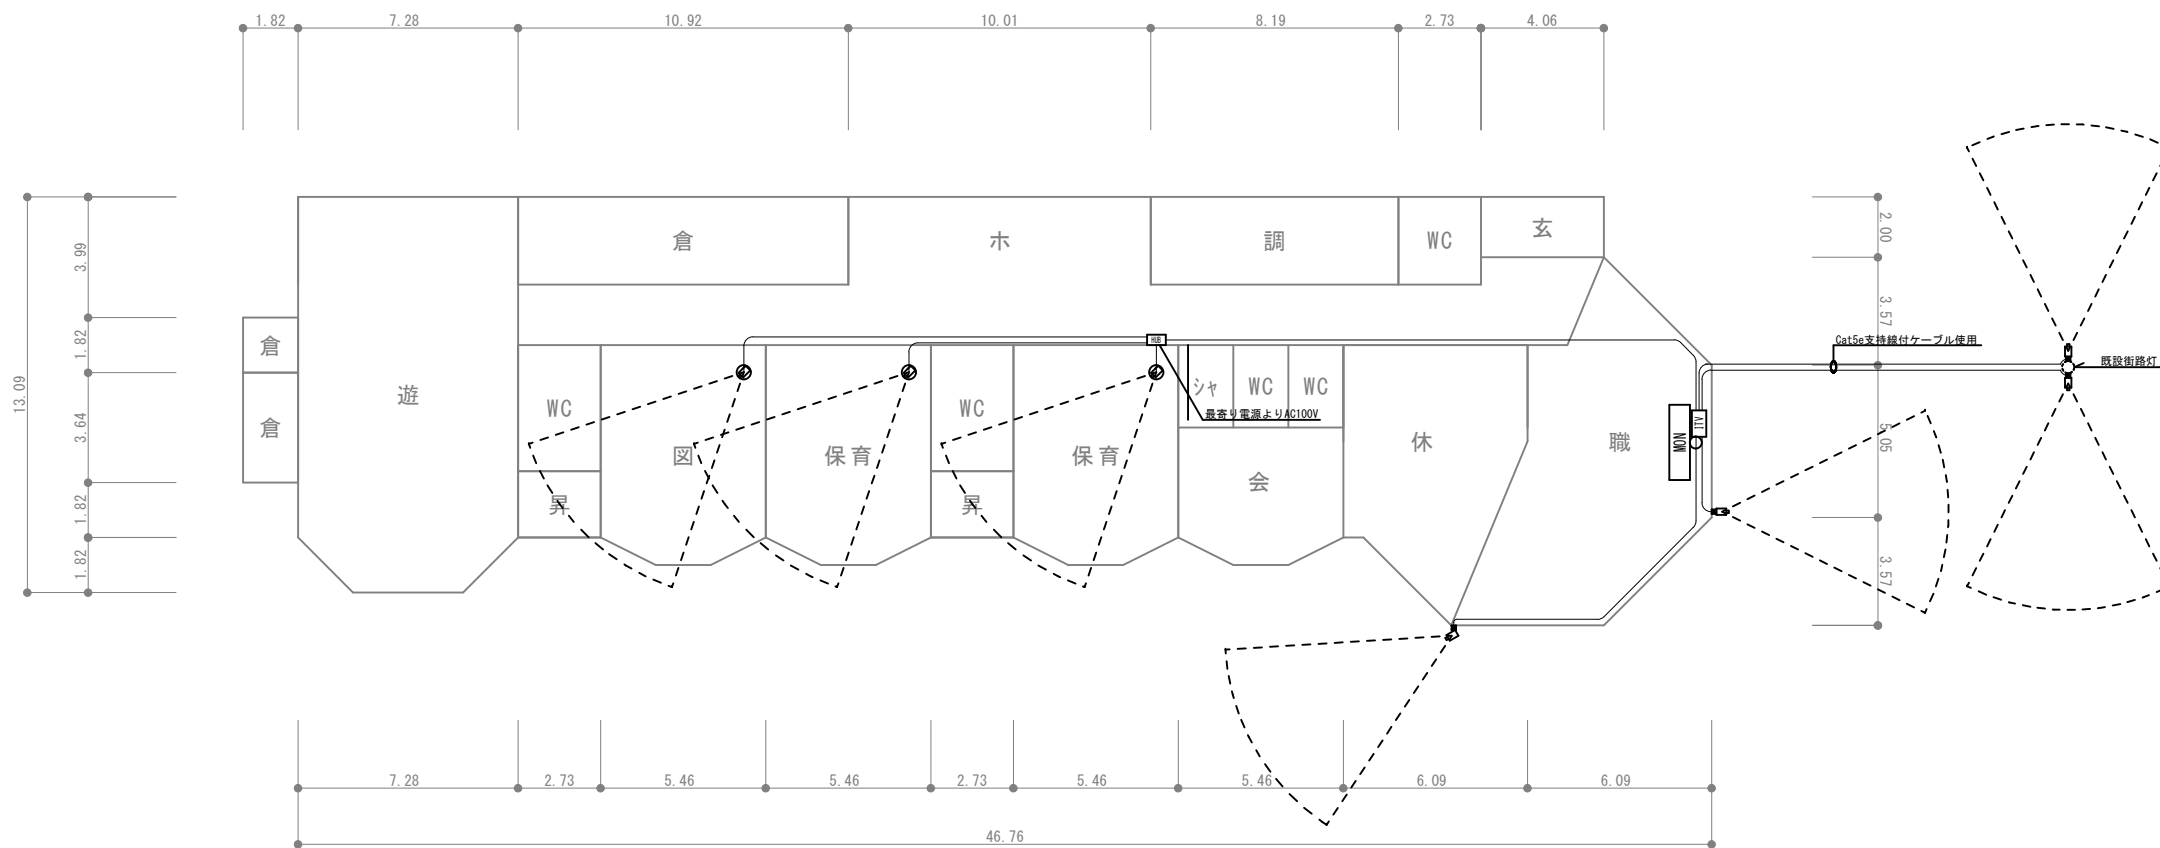 1.82 7.28 10.92 10.01 8.19 2.73 4.06
倉 ホ 調 WC 玄
13.09
3.99
1.82
3.64
1.82
1.82
倉
倉
遊
WC
昇
図
保育
WC
昇
保育
シャ WC WC
会
休
職
HUB
最寄り電源よりAC100V
MON
ITV
Cat5e支持線付ケーブル使用
既設街路灯
2.00
3.57
5.05
3.57
7.28 2.73 5.46 5.46 2.73 5.46 5.46 6.09 6.09
46.76